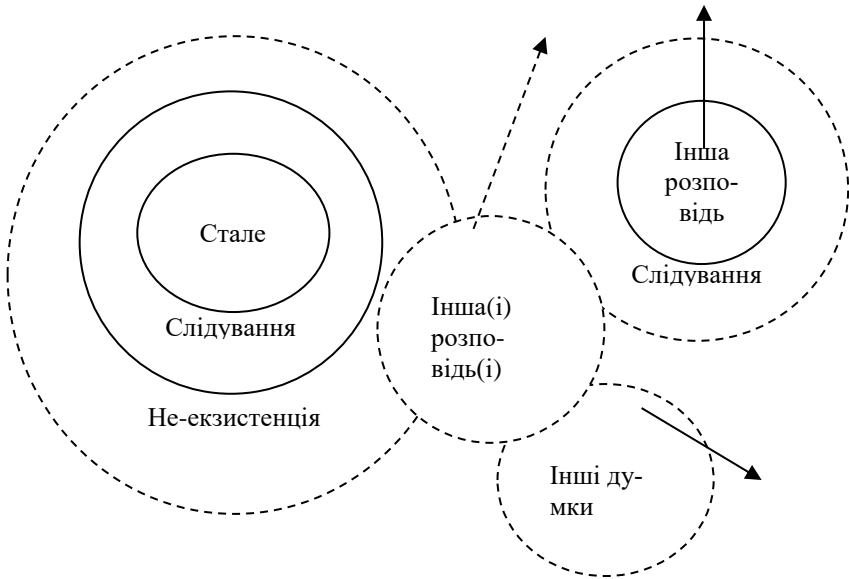 Стале
Слідування
Не-екзистенція
Інша(і)
розпо-
відь(і)
Інша
розпо-
відь
Слідування
Інші ду-
мки